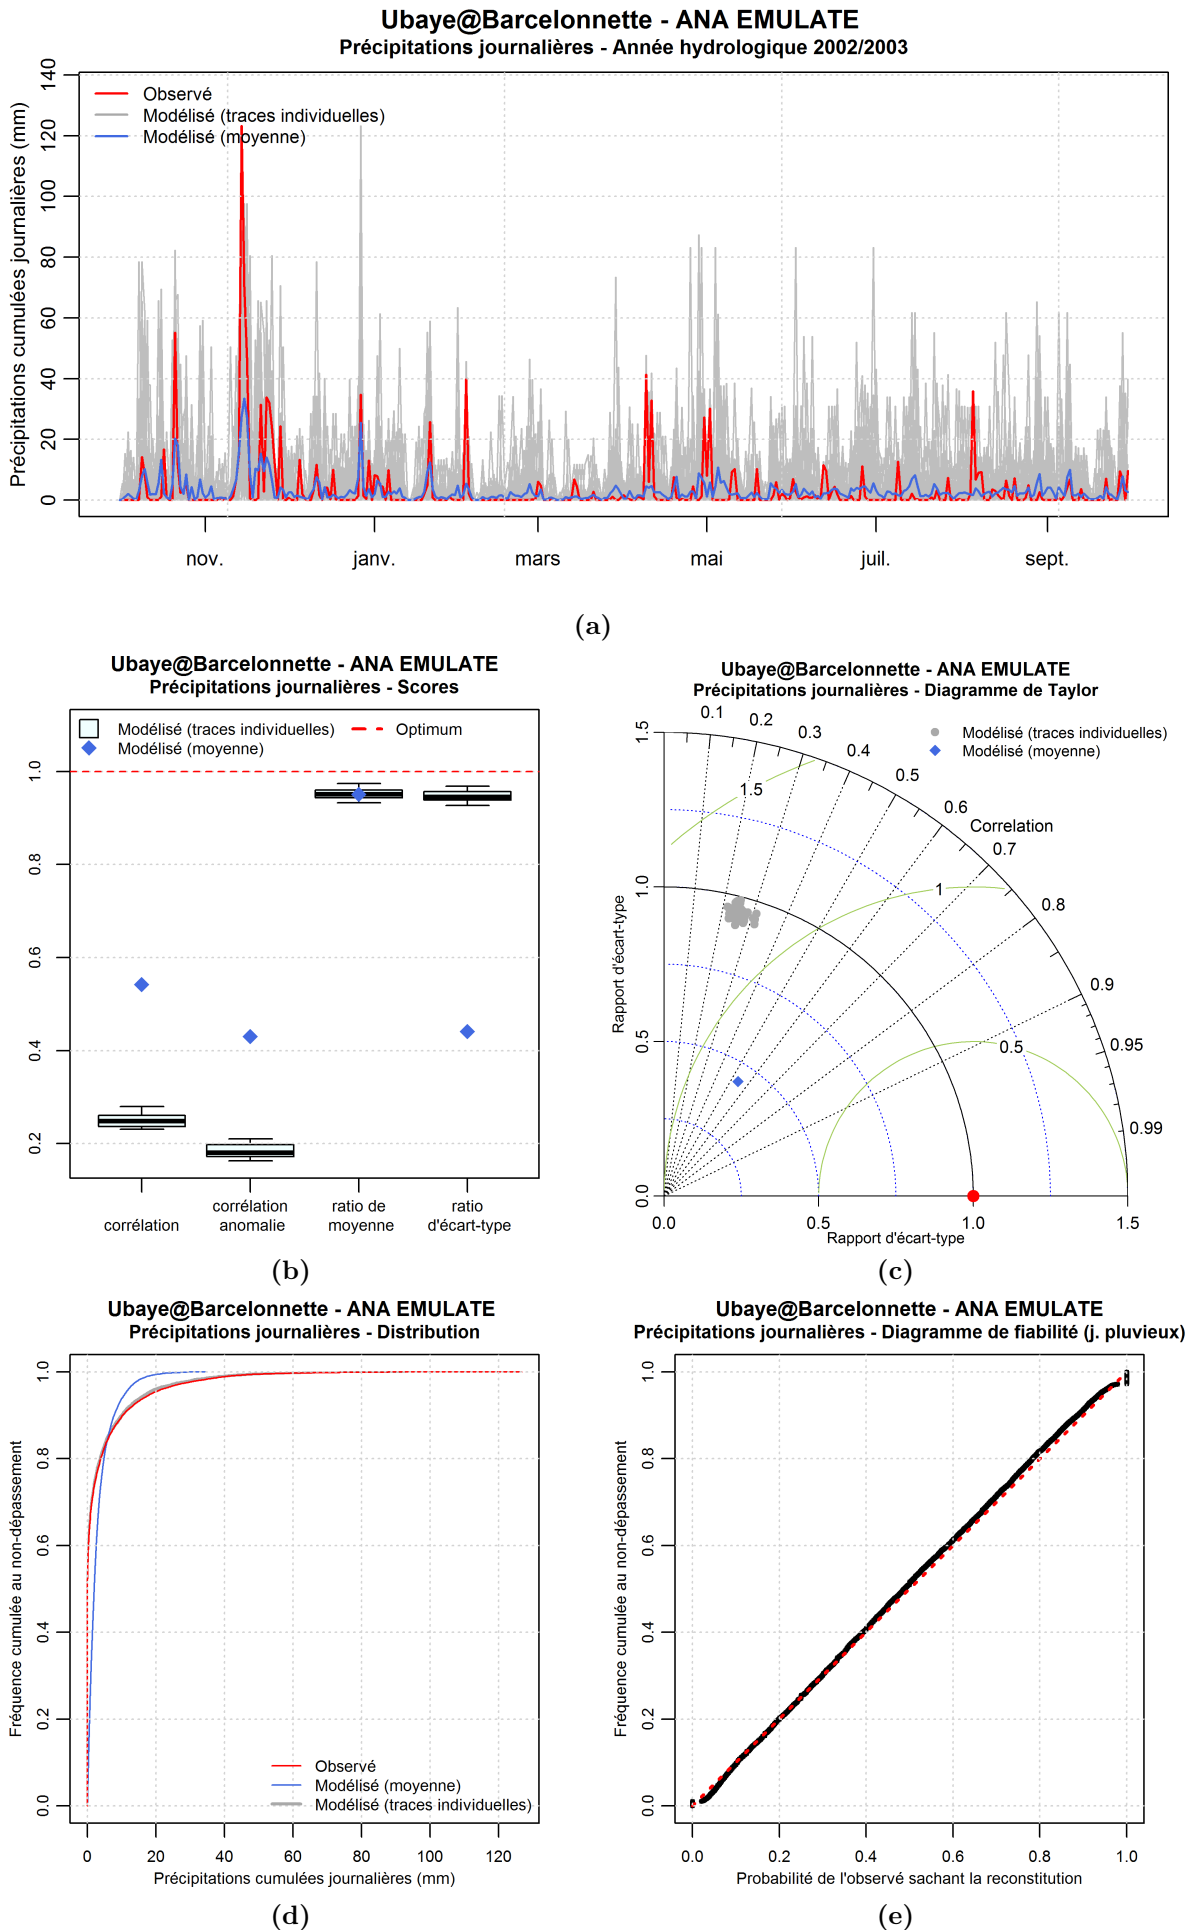 Ubaye@Barcelonnette - ANA EMULATE
Précipitations journalières - Année hydrologique 2002/2003
Précipitations cumulées journalières (mm)
140
120
100
80
60
40
20
0
Observé
Modélisé (traces individuelles)
Modélisé (moyenne)
nov. janv. mars mai juil. sept.
(a)
Ubaye@Barcelonnette - ANA EMULATE
Précipitations journalières - Scores
Modélisé (traces individuelles) Optimum
Modélisé (moyenne)
1.0
0.8
0.6
0.4
0.2
corrélation
corrélation anomalie
ratio de moyenne
ratio d'écart-type
(b)
Ubaye@Barcelonnette - ANA EMULATE
Précipitations journalières - Diagramme de Taylor
Modélisé (traces individuelles)
Modélisé (moyenne)
0.1 0.2 0.3 0.4 0.5 0.6 0.7 0.8 0.9 0.95 0.99
Correlation
1.5
1
0.5
Rapport d'écart-type
1.5
1.0
0.5
0.0
0.0 0.5 1.0 1.5
Rapport d'écart-type
(c)
Ubaye@Barcelonnette - ANA EMULATE
Précipitations journalières - Distribution
Fréquence cumulée au non-dépassement
1.0
0.8
0.6
0.4
0.2
0.0
Observé
Modélisé (moyenne)
Modélisé (traces individuelles)
0 20 40 60 80 100 120
Précipitations cumulées journalières (mm)
(d)
Ubaye@Barcelonnette - ANA EMULATE
Précipitations journalières - Diagramme de fiabilité (j. pluvieux)
Fréquence cumulée au non-dépassement
1.0
0.8
0.6
0.4
0.2
0.0
0.0 0.2 0.4 0.6 0.8 1.0
Probabilité de l'observé sachant la reconstitution
(e)